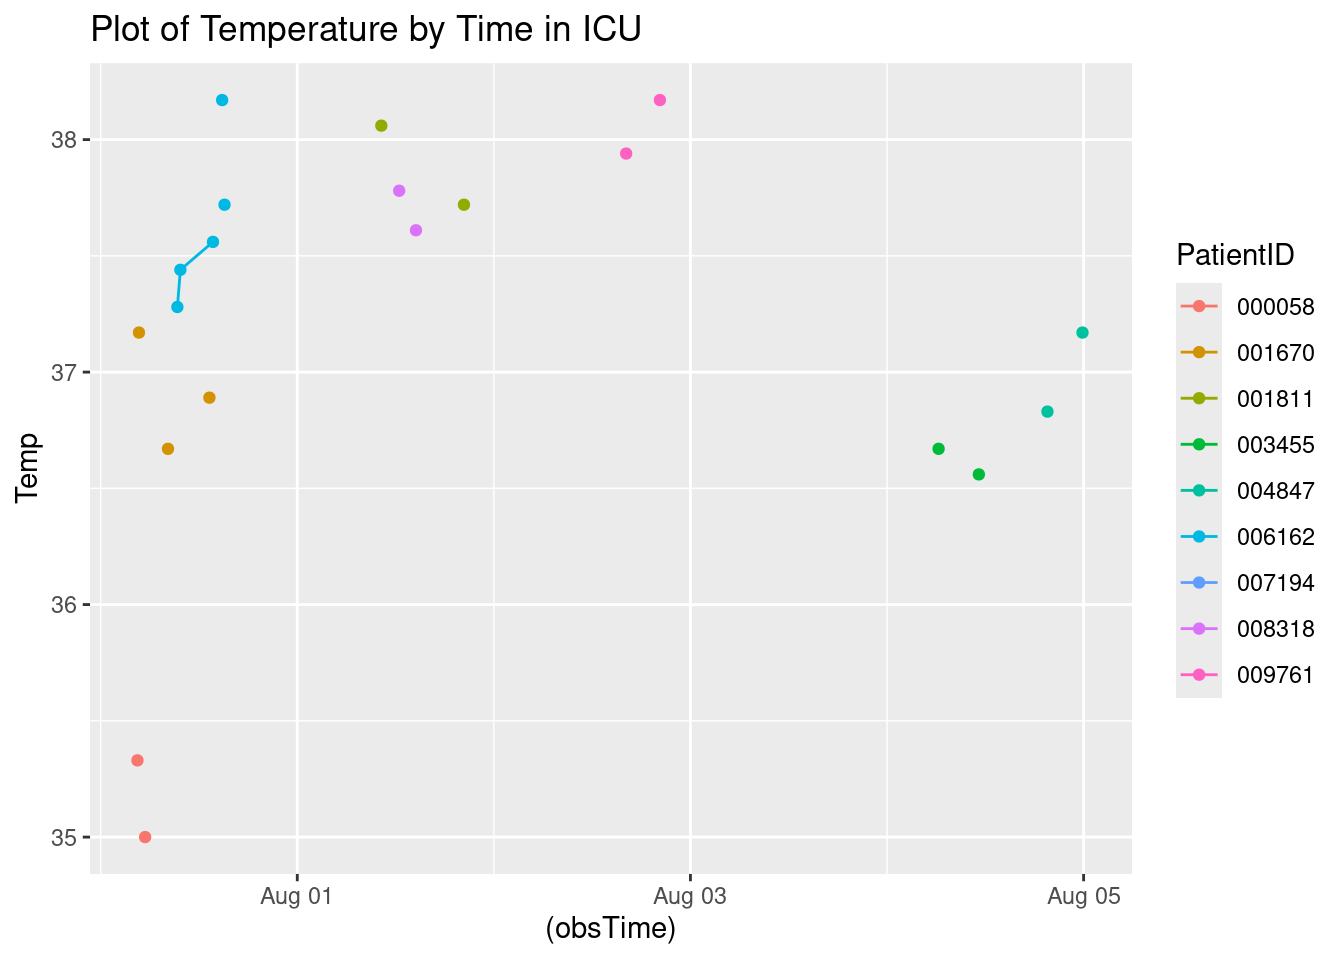 Plot of Temperature by Time in ICU
38
37
36
35
Temp
Aug 01
Aug 03
Aug 05
(obsTime)
PatientID
000058
001670
001811
003455
004847
006162
007194
008318
009761